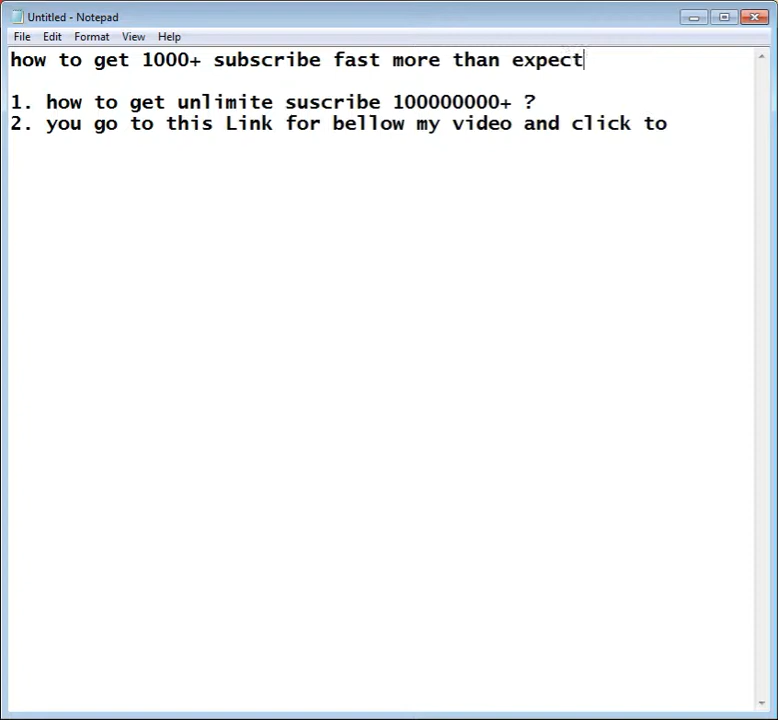 Untitled - Notepad
File Edit Format View Help
how to get 1000+ subscribe fast more than expect
1. how to get unlimite suscribe 100000000+ ?
2. you go to this Link for bellow my video and click to